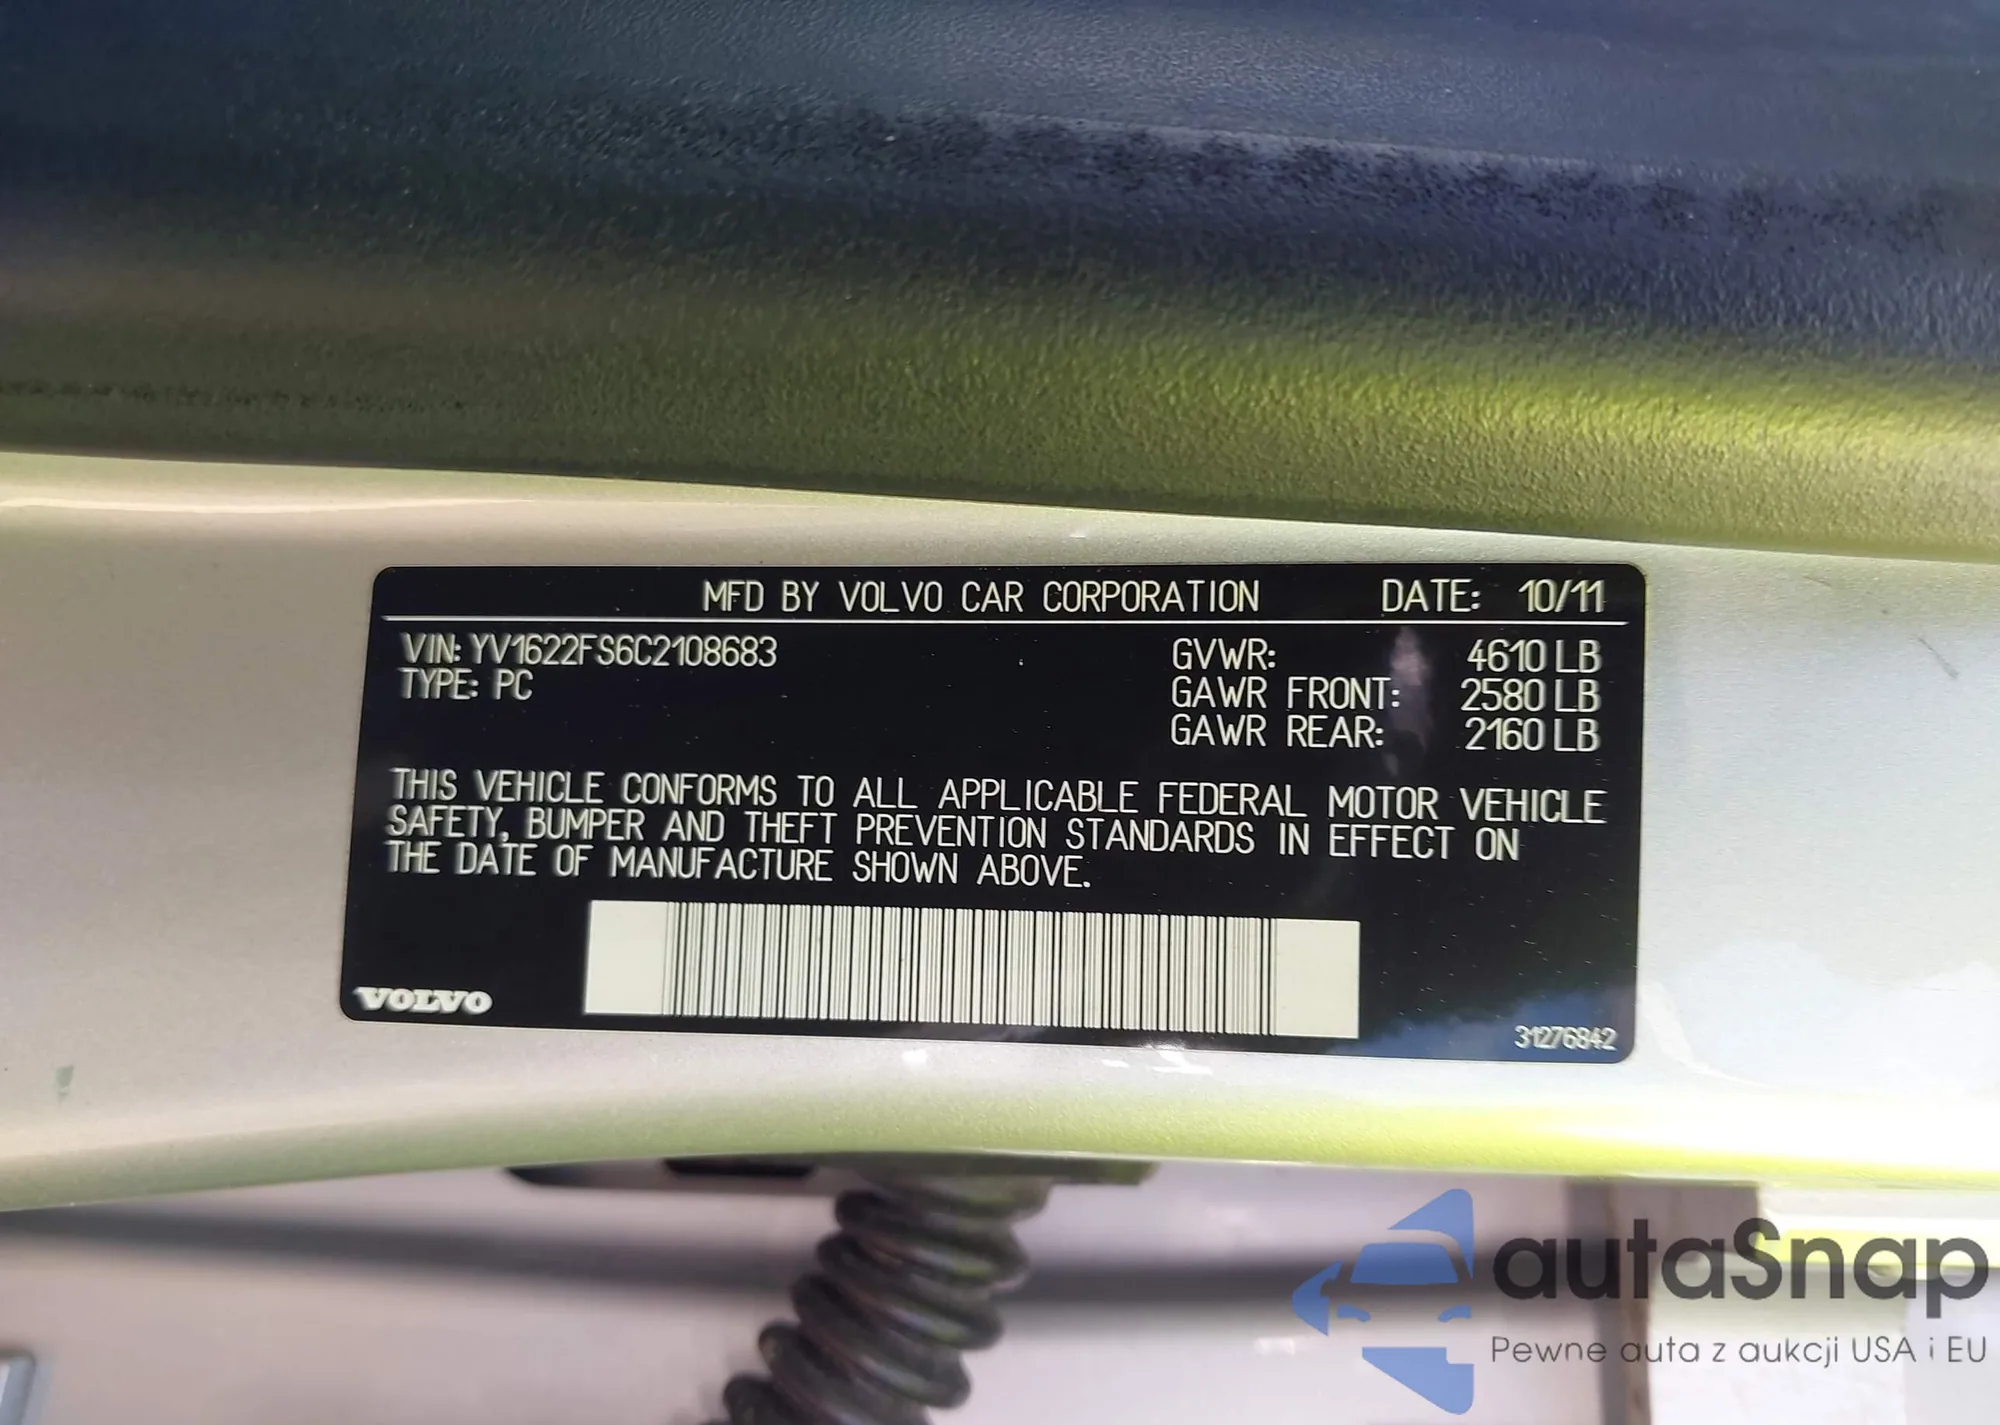 MFD BY VOLVO CAR CORPORATION DATE: 10/11
VIN: YV1622FS6C2108683
TYPE: PC
GVWR: 4610 LB
GAWR FRONT: 2580 LB
GAWR REAR: 2160 LB
THIS VEHICLE CONFORMS TO ALL APPLICABLE FEDERAL MOTOR VEHICLE
SAFETY, BUMPER AND THEFT PREVENTION STANDARDS IN EFFECT ON
THE DATE OF MANUFACTURE SHOWN ABOVE.
VOLVO
31276842
autaSnap
Pewne auta z aukcji USA i EU